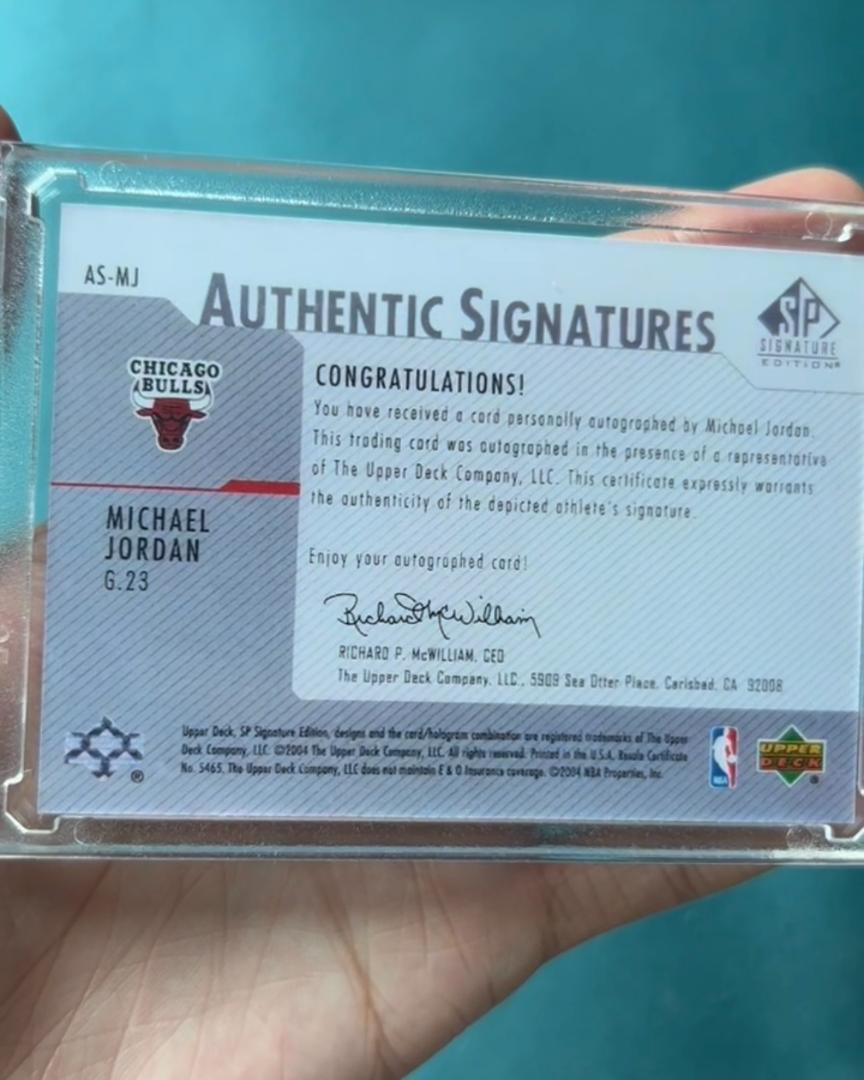 AS-MJ
AUTHENTIC SIGNATURES
SP
SIGNATURE
EDITION®
CHICAGO
BULLS
MICHAEL
JORDAN
G.23
CONGRATULATIONS!
You have received a card personally autographed by Michael Jordan.
This trading card was autographed in the presence of a representative
of The Upper Deck Company, LLC. This certificate expressly warrants
the authenticity of the depicted athlete's signature.
Enjoy your autographed card!
Richard McWilliam
RICHARD P. McWILLIAM, CEO
The Upper Deck Company, LLC., 5909 Sea Otter Place, Carlsbad, CA 92008
Upper Deck, SP Signature Edition, designs and the card/hologram combination are registered trademarks of The Upper
Deck Company, LLC. ©2004 The Upper Deck Company, LLC. All rights reserved. Printed in the U.S.A. Resale Certificate
No. 5465. The Upper Deck Company, LLC does not maintain E & O Insurance coverage. ©2004 NBA Properties, Inc.
®
NBA
UPPER
DECK
®